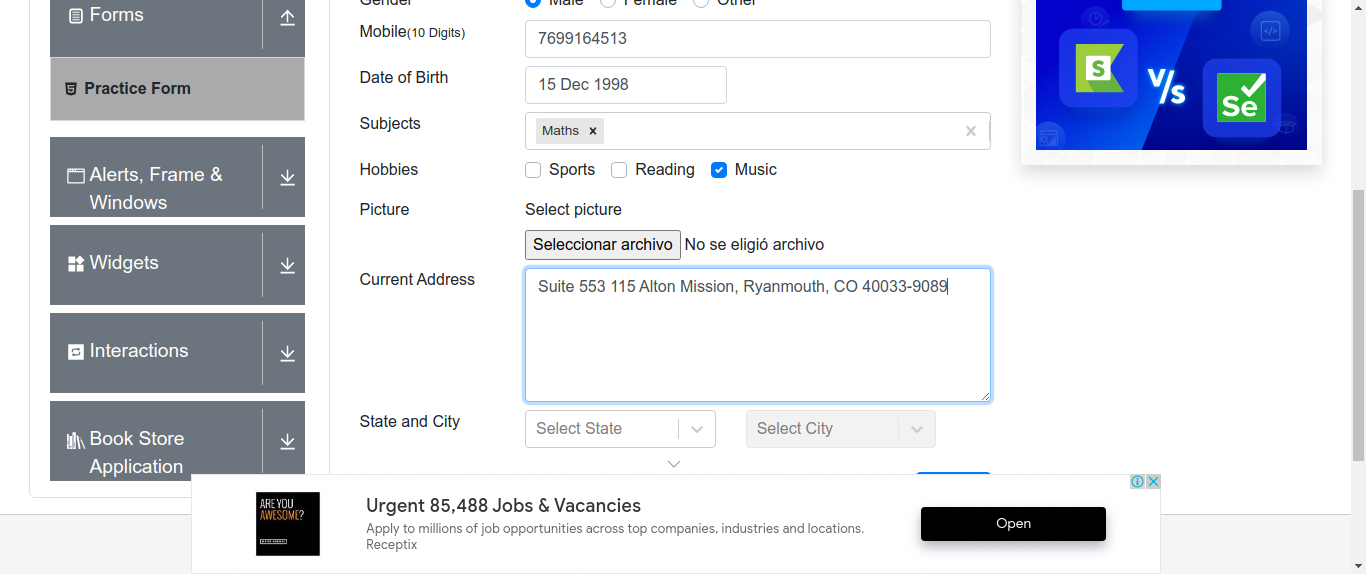 Forms
Practice Form
Alerts, Frame &
Windows
Widgets
Interactions
Book Store
Application
Gender Male Female Other
Mobile(10 Digits) 7699164513
Date of Birth 15 Dec 1998
Subjects Maths
Hobbies Sports Reading Music
Picture Select picture
Seleccionar archivo No se eligió archivo
Current Address Suite 553 115 Alton Mission, Ryanmouth, CO 40033-9089
State and City Select State Select City
S V/s Se
ARE YOU
AWESOME?
Urgent 85,488 Jobs & Vacancies
Apply to millions of job opportunities across top companies, industries and locations.
Receptix
Open